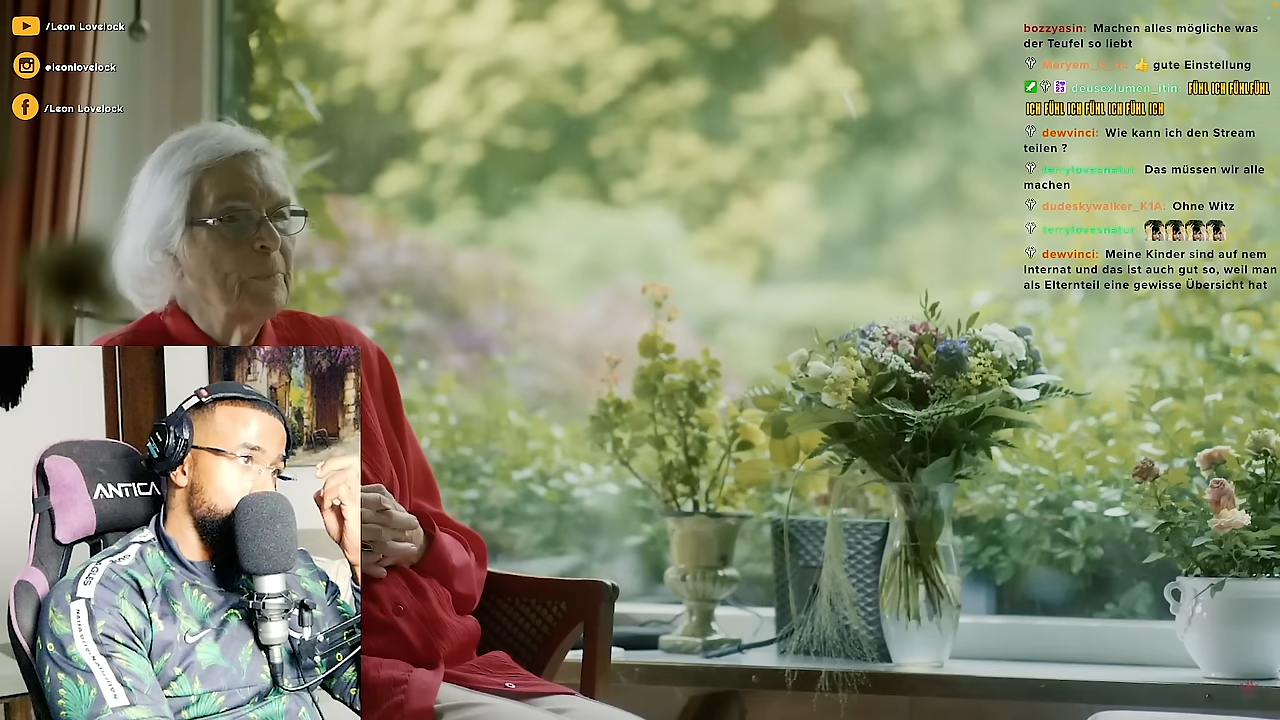 /Leon Lovelock
@leonlovelock
/Leon Lovelock
bozzyasin: Machen alles mögliche was
der Teufel so liebt
👍 gute Einstellung
deusexlumen_itin: FÜHL ICH FÜHL FÜHL
ICH FÜHL ICH FÜHL ICH FÜHL ICH
dewvinci: Wie kann ich den Stream
teilen ?
terrylovesnatur: Das müssen wir alle
machen
dudeskywalker_K1A: Ohne Witz
terrylovesnatur:
dewvinci: Meine Kinder sind auf nem
Internat und das ist auch gut so, weil man
als Elternteil eine gewisse Übersicht hat
ANTICA